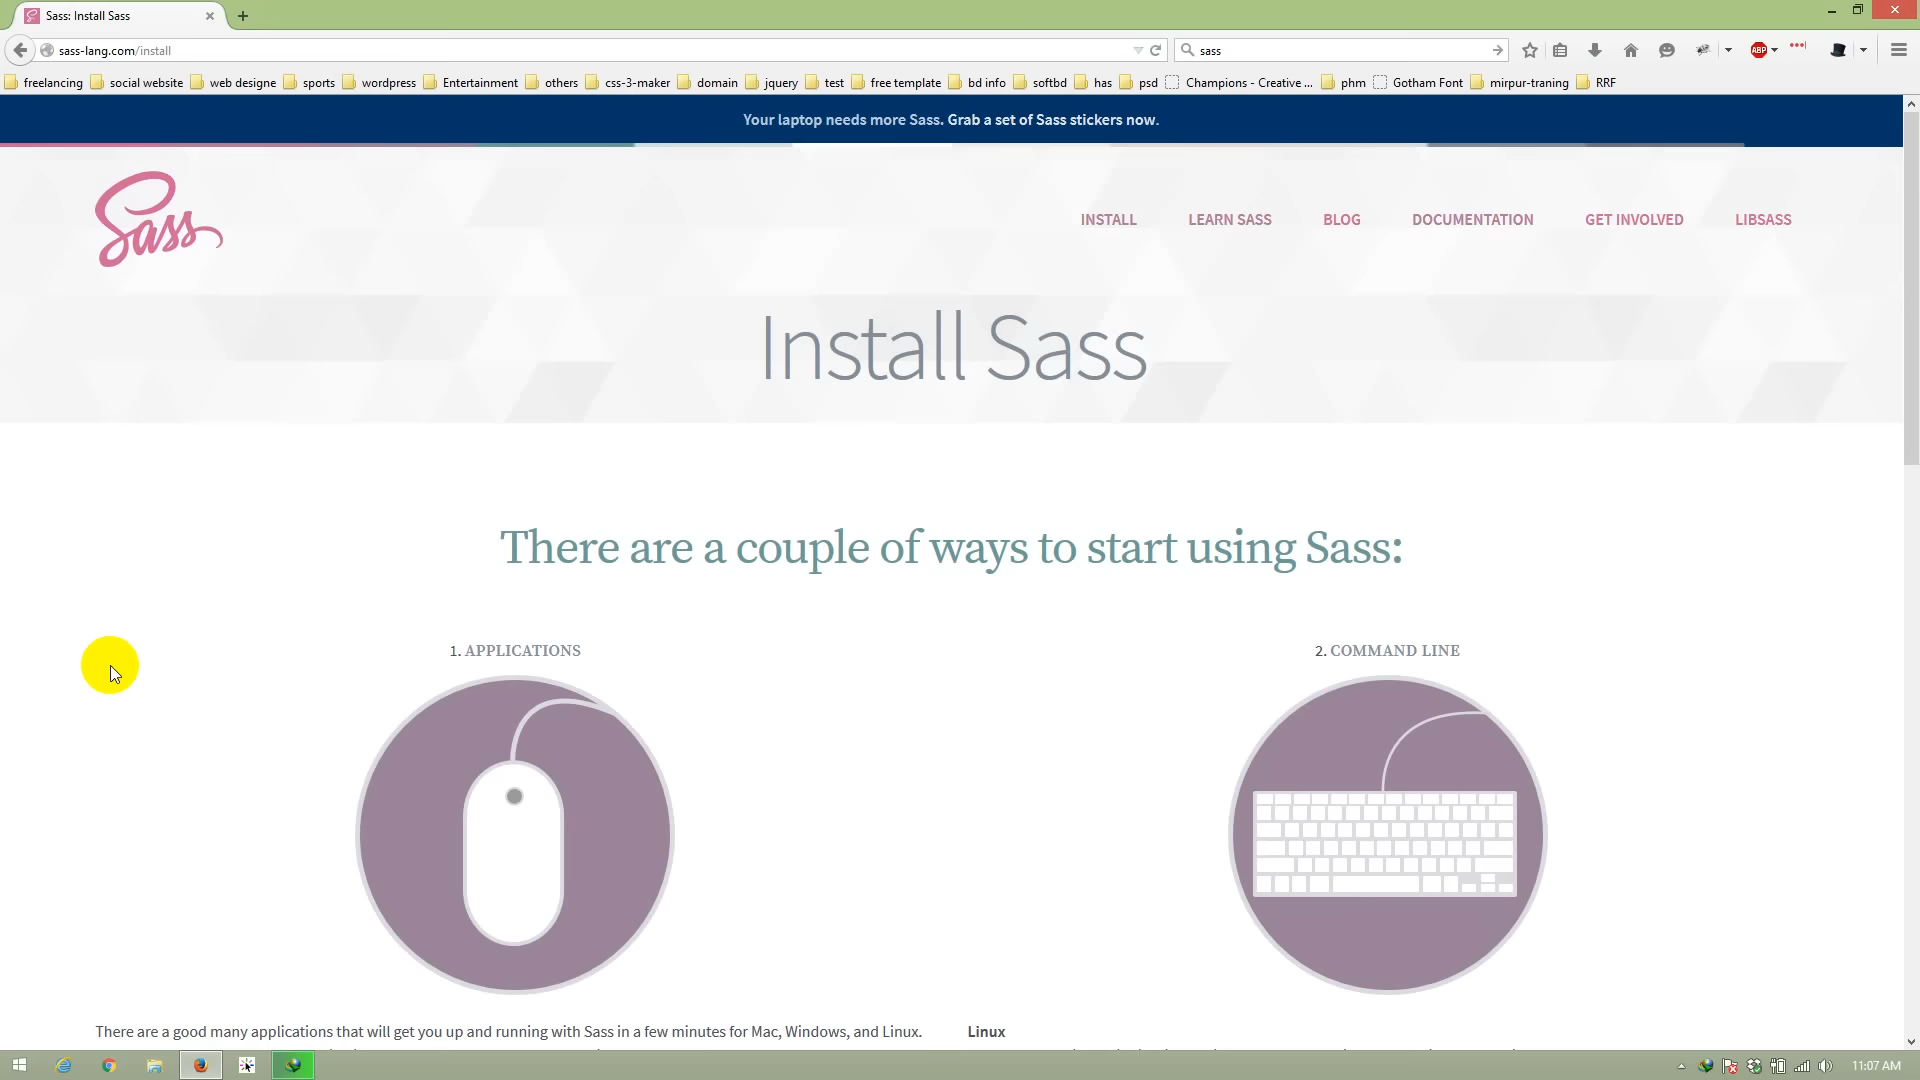 Sass: Install Sass
sass-lang.com/install
sass
ABP
freelancing social website web designe sports wordpress Entertainment others css-3-maker domain jquery test free template bd info softbd has psd Champions - Creative ... phm Gotham Font mirpur-traning RRF
Your laptop needs more Sass. Grab a set of Sass stickers now.
Sass
INSTALL LEARN SASS BLOG DOCUMENTATION GET INVOLVED LIBSASS
Install Sass
There are a couple of ways to start using Sass:
1. APPLICATIONS
2. COMMAND LINE
There are a good many applications that will get you up and running with Sass in a few minutes for Mac, Windows, and Linux.
Linux
11:07 AM